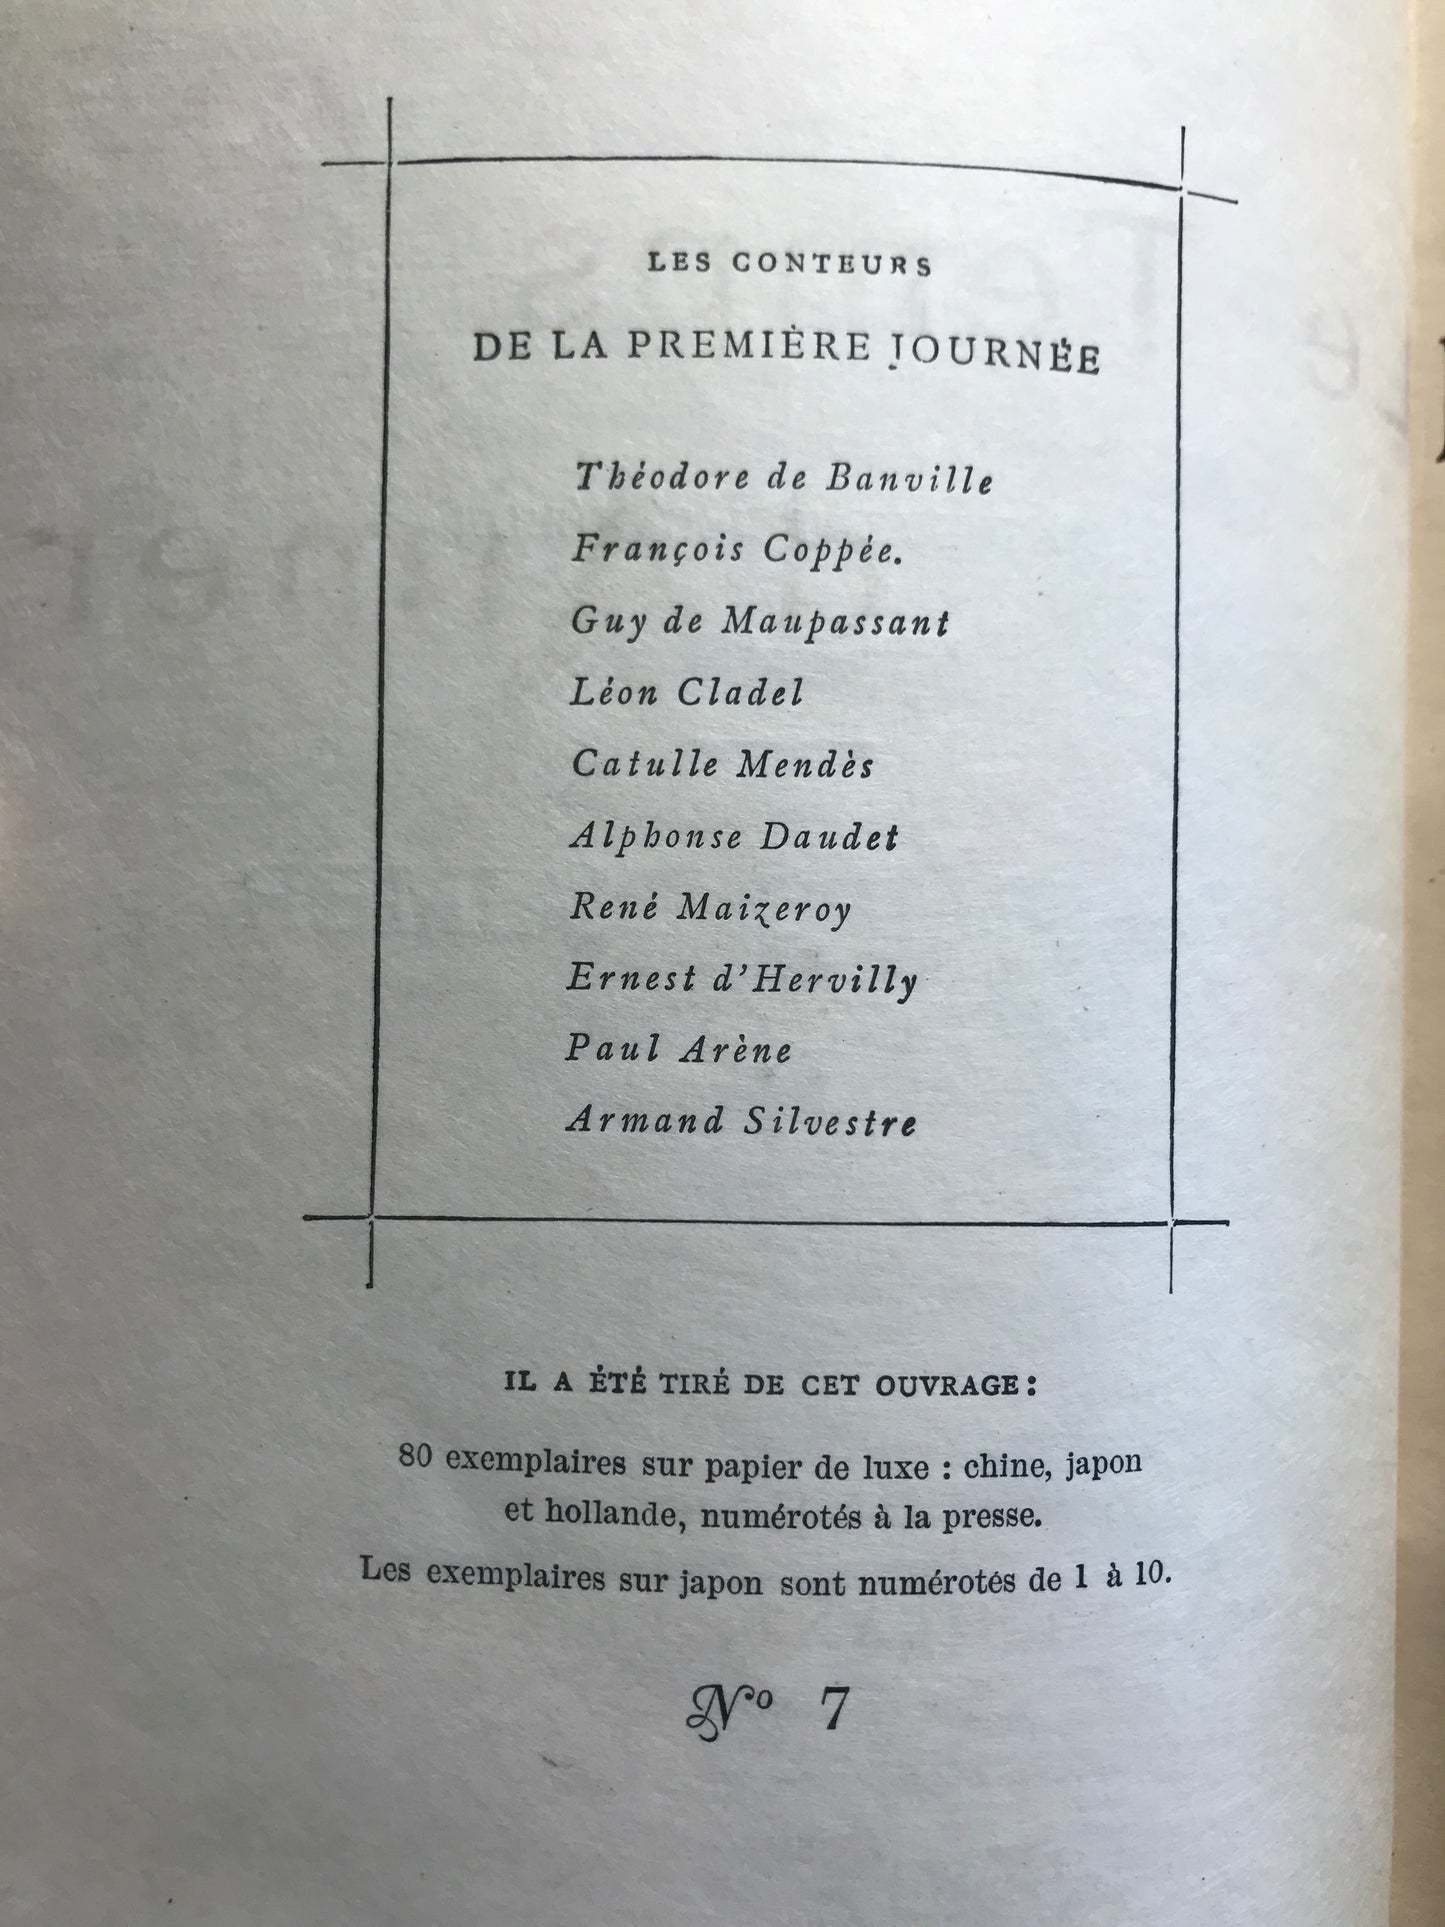 LES CONTEURS
DE LA PREMIÈRE JOURNÉE
Théodore de Banville
François Coppée.
Guy de Maupassant
Léon Cladel
Catulle Mendès
Alphonse Daudet
René Maizeroy
Ernest d'Hervilly
Paul Arène
Armand Silvestre
IL A ÉTÉ TIRÉ DE CET OUVRAGE :
80 exemplaires sur papier de luxe : chine, japon
et hollande, numérotés à la presse.
Les exemplaires sur japon sont numérotés de 1 à 10.
Nº 7